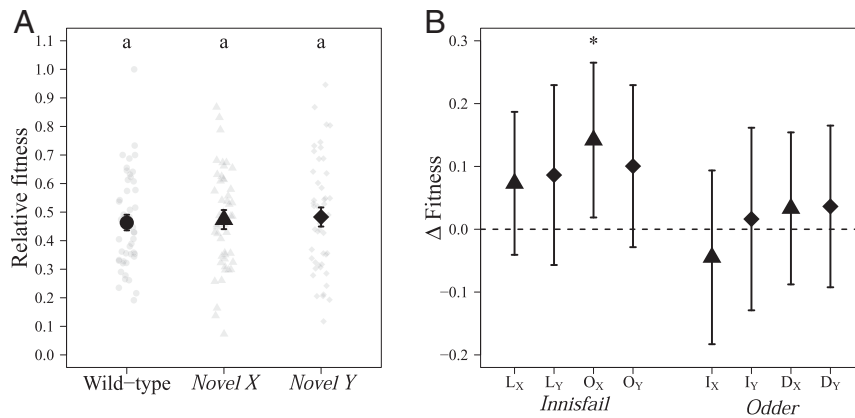 A
Relative fitness
1.1
1.0
0.9
0.8
0.7
0.6
0.5
0.4
0.3
0.2
0.1
0.0
a a a
Wild−type Novel X Novel Y
B
Δ Fitness
0.3
0.2
0.1
0.0
−0.1
−0.2
*
LX LY OX OY IX IY DX DY
Innisfail Odder